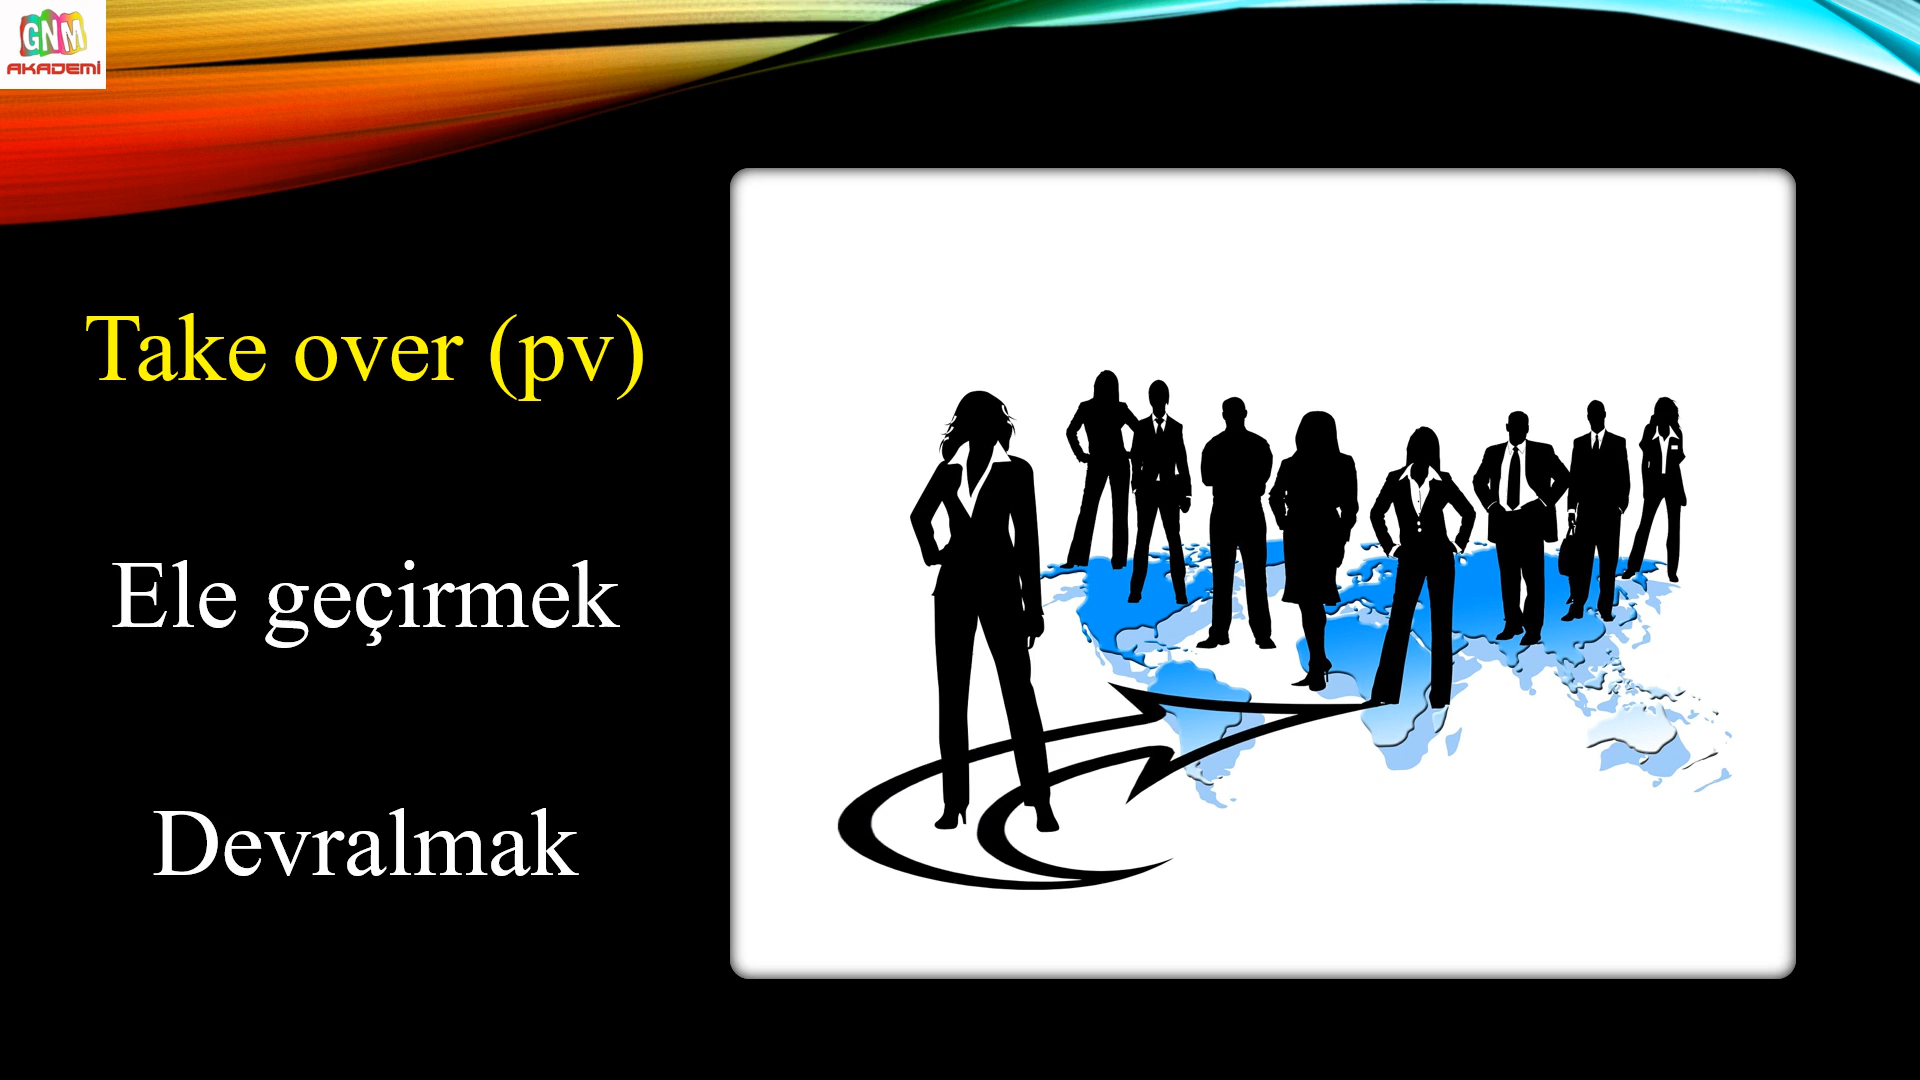 GNM
AKADEMİ
Take over (pv)
Ele geçirmek
Devralmak